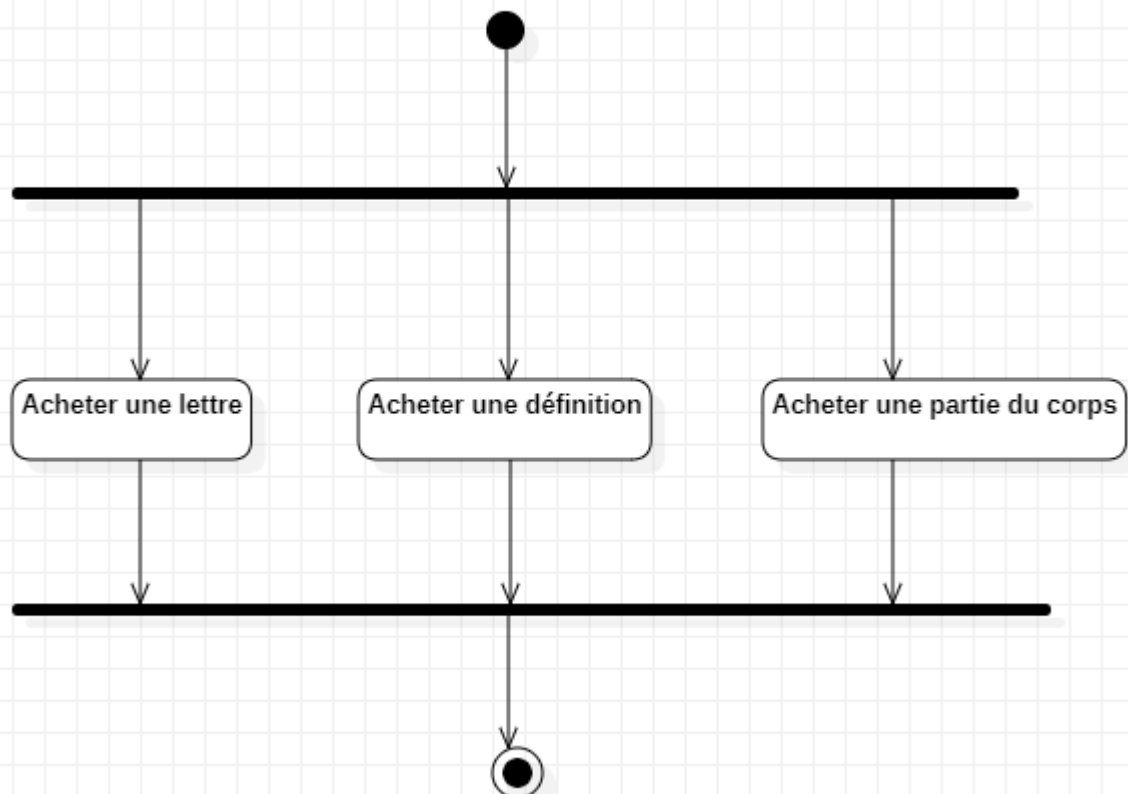 Acheter une lettre
Acheter une définition
Acheter une partie du corps